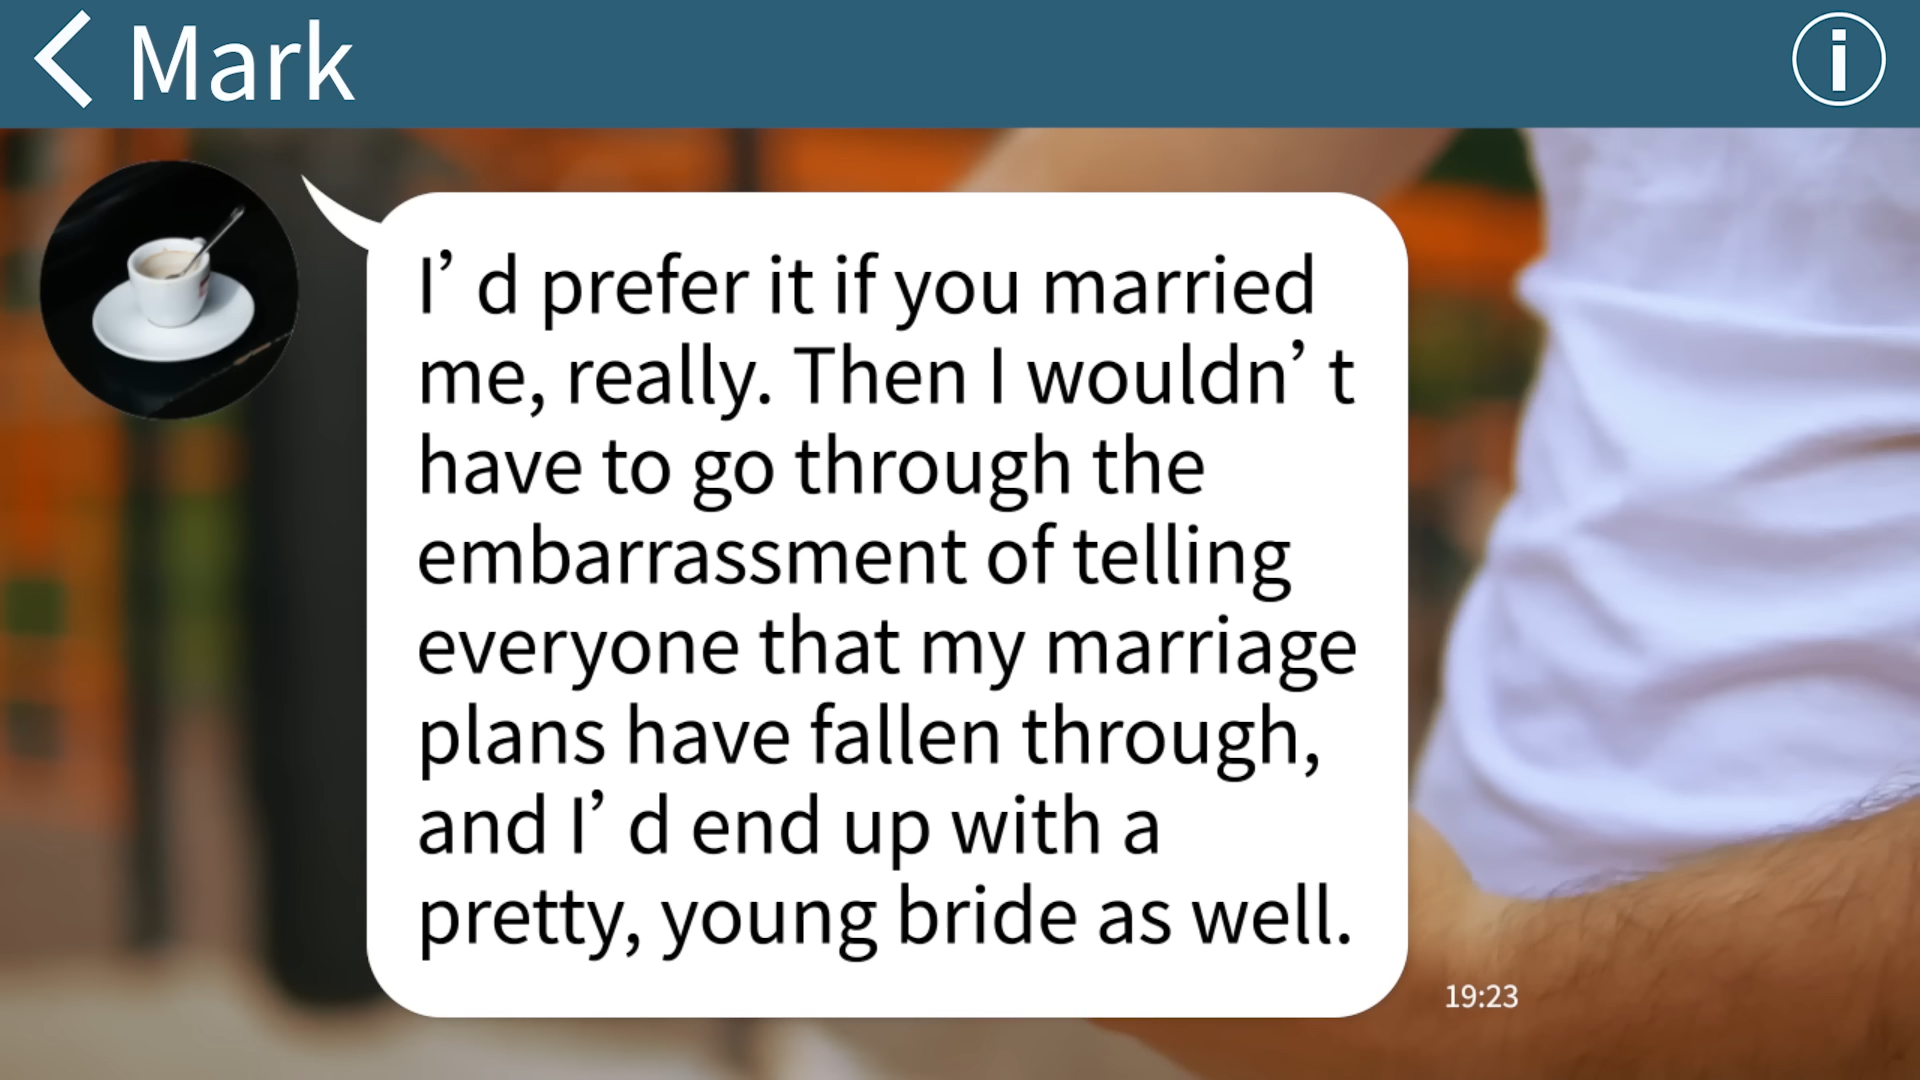 Mark
I’d prefer it if you married
me, really. Then I wouldn’t
have to go through the
embarrassment of telling
everyone that my marriage
plans have fallen through,
and I’d end up with a
pretty, young bride as well.
19:23